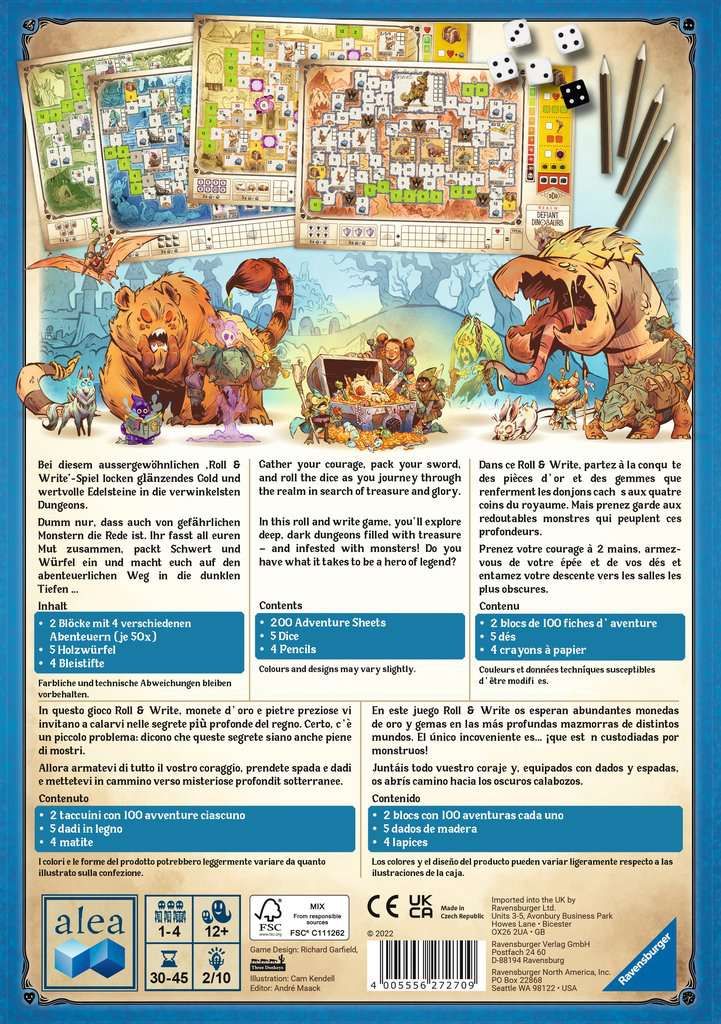 REALM
DEFIANT
DINOSAURS
Bei diesem aussergewöhnlichen ‚Roll &
Write'-Spiel locken glänzendes Gold und
wertvolle Edelsteine in die verwinkelsten
Dungeons.
Dumm nur, dass auch von gefährlichen
Monstern die Rede ist. Ihr fasst all euren
Mut zusammen, packt Schwert und
Würfel ein und macht euch auf den
abenteuerlichen Weg in die dunklen
Tiefen ...
Inhalt
• 2 Blöcke mit 4 verschiedenen
Abenteuern (je 50x)
• 5 Holzwürfel
• 4 Bleistifte
Farbliche und technische Abweichungen bleiben
vorbehalten.
Gather your courage, pack your sword,
and roll the dice as you journey through
the realm in search of treasure and glory.
In this roll and write game, you'll explore
deep, dark dungeons filled with treasure
– and infested with monsters! Do you
have what it takes to be a hero of legend?
Contents
• 200 Adventure Sheets
• 5 Dice
• 4 Pencils
Colours and designs may vary slightly.
Dans ce Roll & Write, partez à la conqu te
des pièces d'or et des gemmes que
renferment les donjons cach s aux quatre
coins du royaume. Mais prenez garde aux
redoutables monstres qui peuplent ces
profondeurs.
Prenez votre courage à 2 mains, armez-
vous de votre épée et de vos dés et
entamez votre descente vers les salles les
plus obscures.
Contenu
• 2 blocs de 100 fiches d'aventure
• 5 dés
• 4 crayons à papier
Couleurs et données techniques susceptibles
d'être modifi es.
In questo gioco Roll & Write, monete d'oro e pietre preziose vi
invitano a calarvi nelle segrete più profonde del regno. Certo, c'è
un piccolo problema: dicono che queste segrete siano anche piene
di mostri.
Allora armatevi di tutto il vostro coraggio, prendete spada e dadi
e mettetevi in cammino verso misteriose profondit sotterranee.
Contenuto
• 2 taccuini con 100 avventure ciascuno
• 5 dadi in legno
• 4 matite
I colori e le forme del prodotto potrebbero leggermente variare da quanto
illustrato sulla confezione.
En este juego Roll & Write os esperan abundantes monedas
de oro y gemas en las más profundas mazmorras de distintos
mundos. El único incoveniente es... ¡que est n custodiadas por
monstruos!
Juntáis todo vuestro coraje y, equipados con dados y espadas,
os abrís camino hacia los oscuros calabozos.
Contenido
• 2 blocs con 100 aventuras cada uno
• 5 dados de madera
• 4 lapices
Los colores y el diseño del producto pueden variar ligeramente respecto a las
ilustraciones de la caja.
alea
1-4
12+
30-45
2/10
FSC
www.fsc.org
MIX
From responsible
sources
FSC® C111262
Game Design: Richard Garfield,
Three Donkeys
Illustration: Cam Kendell
Editor: André Maack
CE UK
CA
Made in
Czech Republic
© 2022
4 005556 272709
Imported into the UK by
Ravensburger Ltd.
Units 3-5, Avonbury Business Park
Howes Lane • Bicester
OX26 2UA • GB
Ravensburger Verlag GmbH
Postfach 24 60
D-88194 Ravensburg
Ravensburger North America, Inc.
PO Box 22868
Seattle WA 98122 • USA
Ravensburger